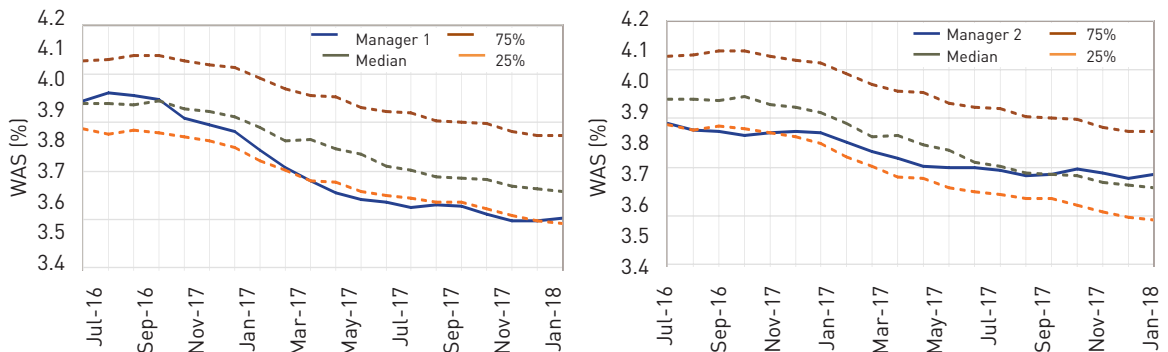 4.2
4.1
4.0
3.9
3.8
3.7
3.6
3.5
3.4
WAS (%)
Manager 1
75%
Median
25%
Jul-16
Sep-16
Nov-17
Jan-17
Mar-17
May-17
Jul-17
Sep-17
Nov-17
Jan-18
4.2
4.1
4.0
3.9
3.8
3.7
3.6
3.5
3.4
WAS (%)
Manager 2
75%
Median
25%
Jul-16
Sep-16
Nov-17
Jan-17
Mar-17
May-17
Jul-17
Sep-17
Nov-17
Jan-18